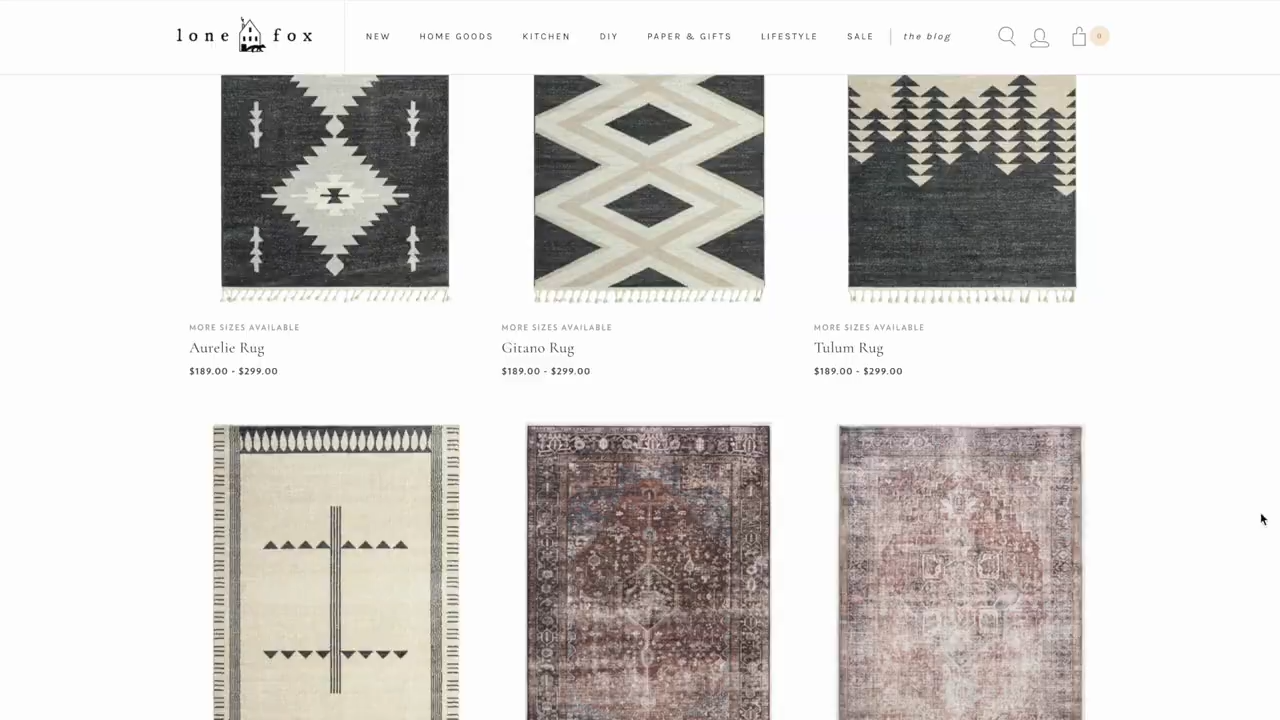 lone fox
NEW HOME GOODS KITCHEN DIY PAPER & GIFTS LIFESTYLE SALE the blog 0
MORE SIZES AVAILABLE
Aurelie Rug
$189.00 - $299.00
MORE SIZES AVAILABLE
Gitano Rug
$189.00 - $299.00
MORE SIZES AVAILABLE
Tulum Rug
$189.00 - $299.00